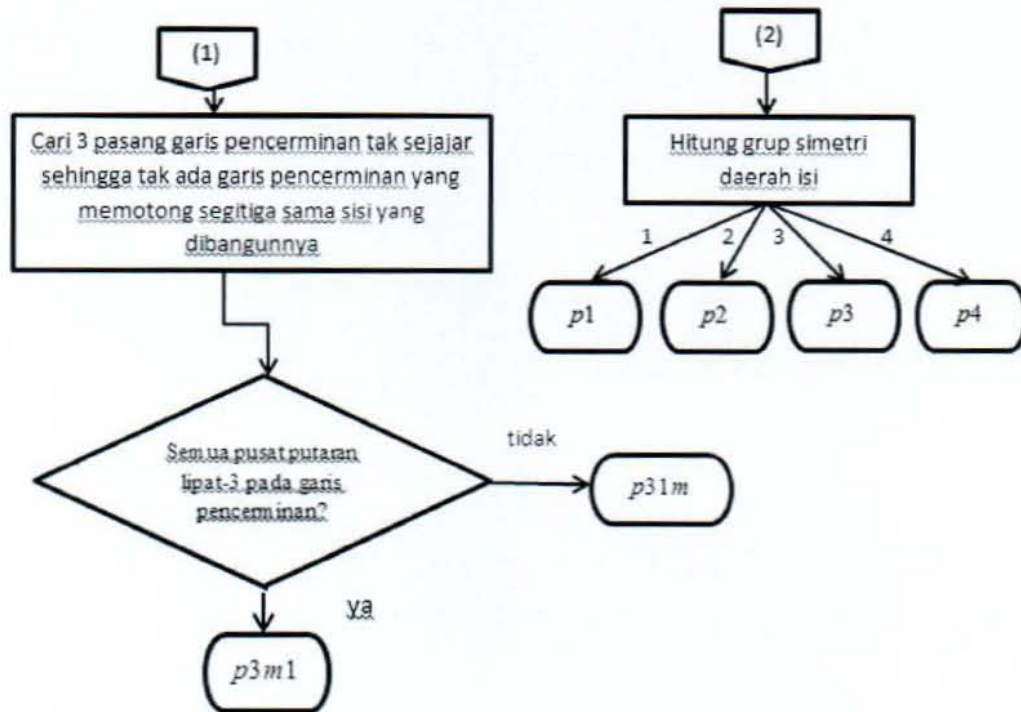 (1)
Cari 3 pasang garis pencerminan tak sejajar
sehingga tak ada garis pencerminan yang
memotong segitiga sama sisi yang
dibangunnya
Semua pusat putaran
lipat-3 pada garis
pencerminan?
tidak
p31m
ya
p3m1
(2)
Hitung grup simetri
daerah isi
1 2 3 4
p1 p2 p3 p4